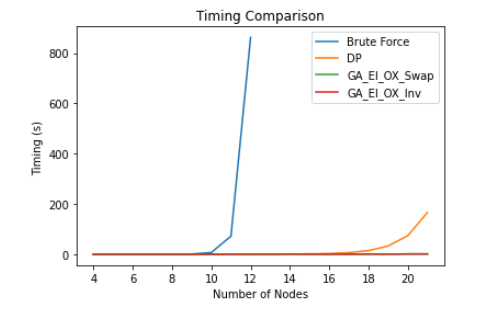 Timing Comparison
Brute Force
DP
GA_EI_OX_Swap
GA_EI_OX_Inv
Timing (s)
800
600
400
200
0
4 6 8 10 12 14 16 18 20
Number of Nodes